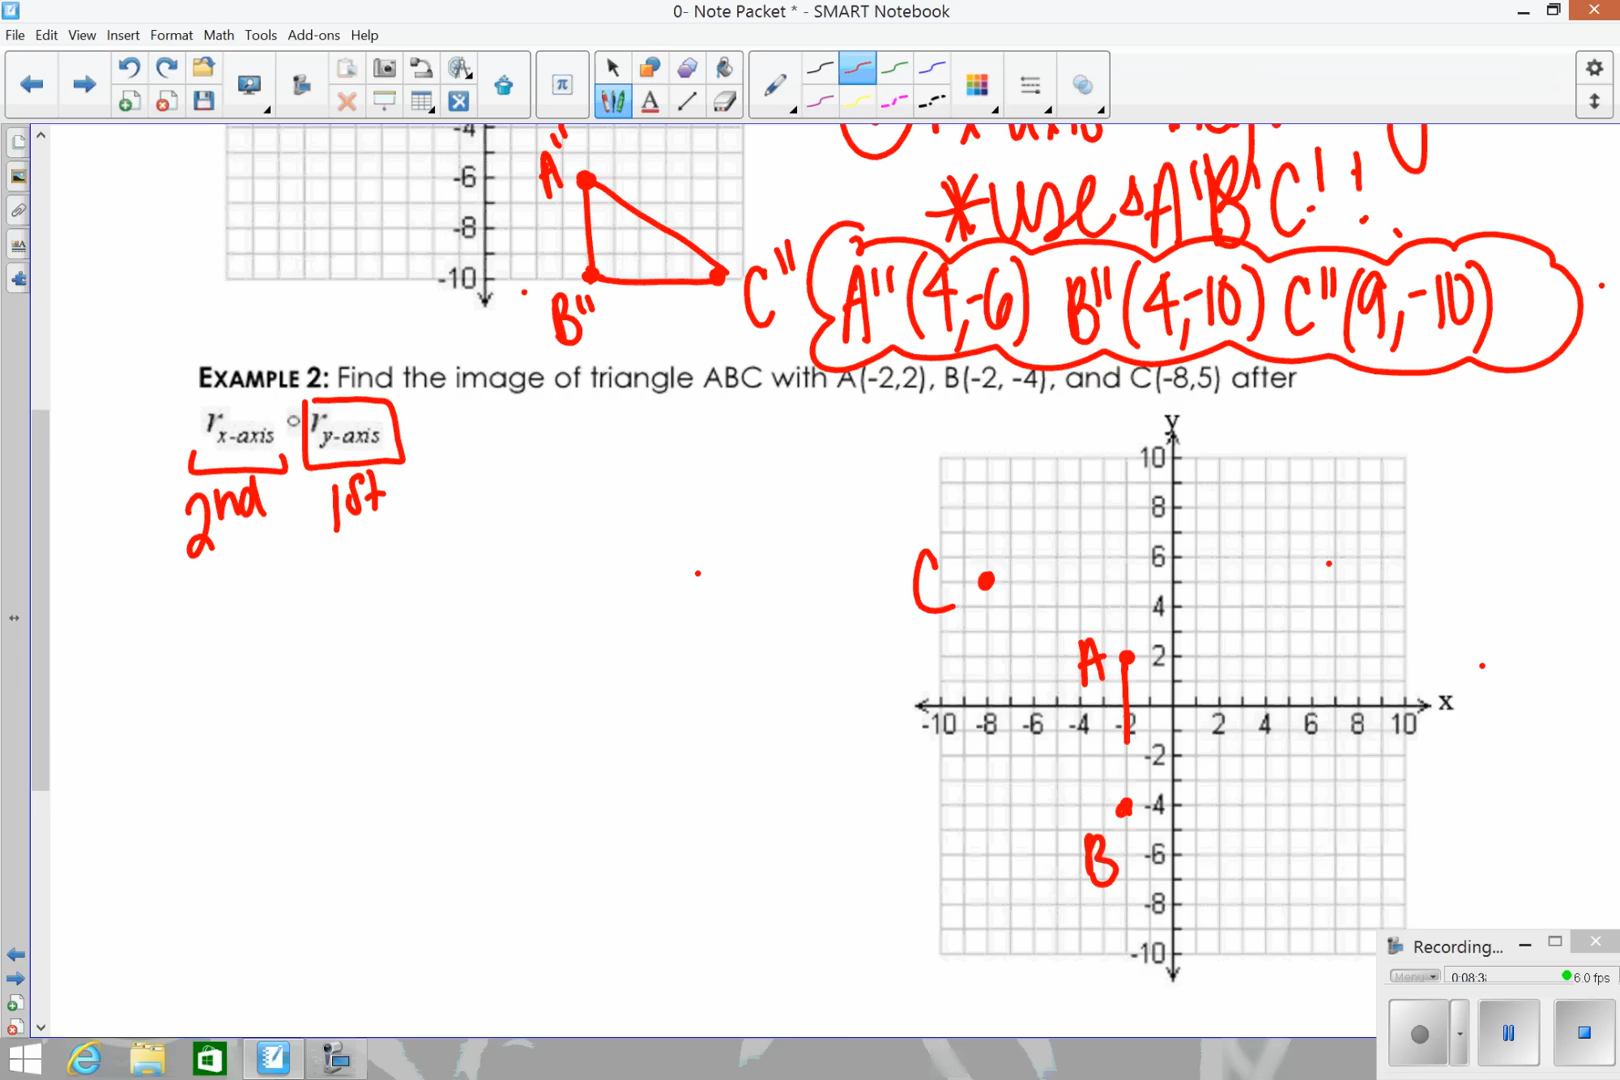 0- Note Packet * - SMART Notebook
File Edit View Insert Format Math Tools Add-ons Help
π
A
-4
-6
-8
-10
A"
B"
C"
*use ▵A'B'C'!
A"(4,-6) B"(4,-10) C"(9,-10)
EXAMPLE 2: Find the image of triangle ABC with A(-2,2), B(-2, -4), and C(-8,5) after
r x-axis ∘ r y-axis
2nd 1st
y
10
8
6
C
4
A 2
x
-10 -8 -6 -4 -2 2 4 6 8 10
-2
-4
B -6
-8
-10
Recording...
Menu 0:08:3 6.0 fps